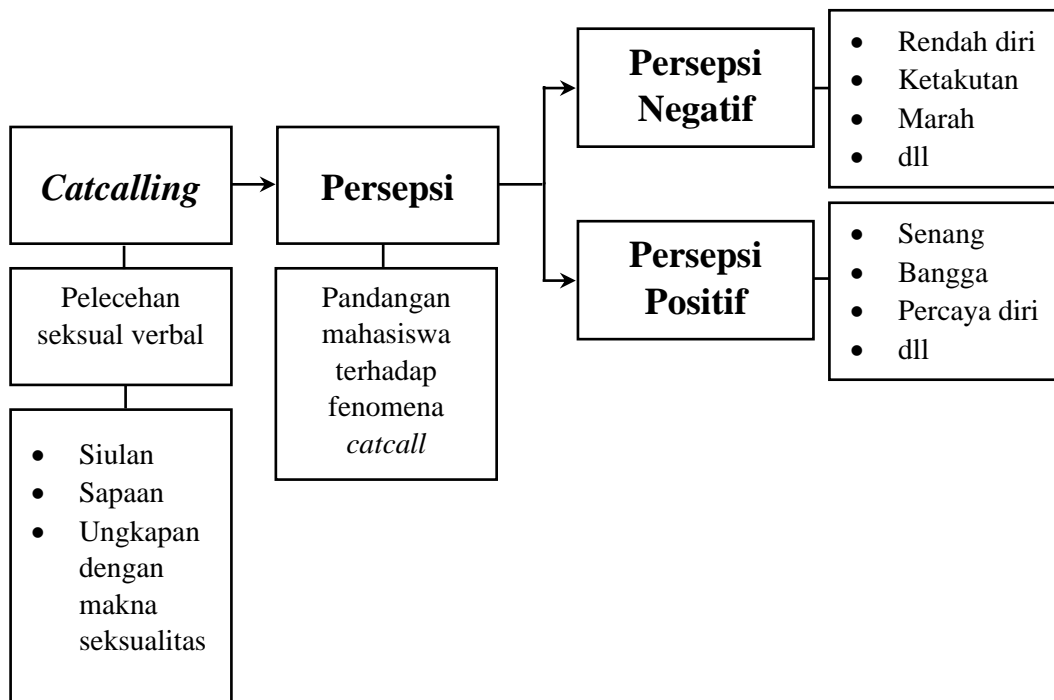 Catcalling
Pelecehan
seksual verbal
• Siulan
• Sapaan
• Ungkapan
dengan
makna
seksualitas
Persepsi
Pandangan
mahasiswa
terhadap
fenomena
catcall
Persepsi
Negatif
• Rendah diri
• Ketakutan
• Marah
• dll
Persepsi
Positif
• Senang
• Bangga
• Percaya diri
• dll